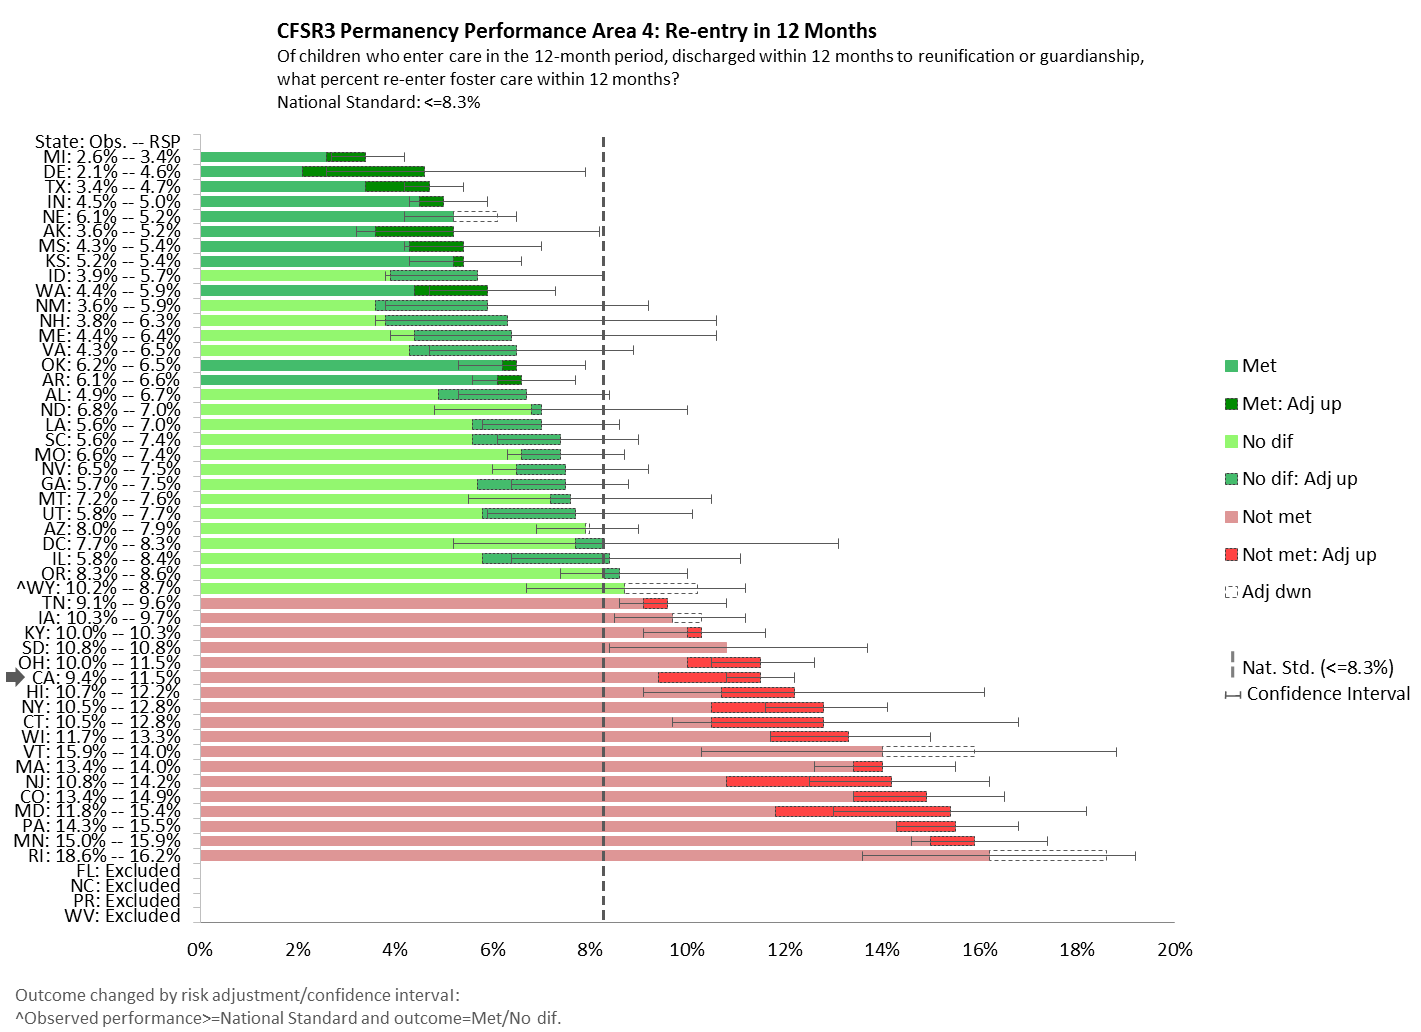 CFSR3 Permanency Performance Area 4: Re-entry in 12 Months
Of children who enter care in the 12-month period, discharged within 12 months to reunification or guardianship,
what percent re-enter foster care within 12 months?
National Standard: <=8.3%
State: Obs. -- RSP
MI: 2.6% -- 3.4%
DE: 2.1% -- 4.6%
TX: 3.4% -- 4.7%
IN: 4.5% -- 5.0%
NE: 6.1% -- 5.2%
AK: 3.6% -- 5.2%
MS: 4.3% -- 5.4%
KS: 5.2% -- 5.4%
ID: 3.9% -- 5.7%
WA: 4.4% -- 5.9%
NM: 3.6% -- 5.9%
NH: 3.8% -- 6.3%
ME: 4.4% -- 6.4%
VA: 4.3% -- 6.5%
OK: 6.2% -- 6.5%
AR: 6.1% -- 6.6%
AL: 4.9% -- 6.7%
ND: 6.8% -- 7.0%
LA: 5.6% -- 7.0%
SC: 5.6% -- 7.4%
MO: 6.6% -- 7.4%
NV: 6.5% -- 7.5%
GA: 5.7% -- 7.5%
MT: 7.2% -- 7.6%
UT: 5.8% -- 7.7%
AZ: 8.0% -- 7.9%
DC: 7.7% -- 8.3%
IL: 5.8% -- 8.4%
OR: 8.3% -- 8.6%
^WY: 10.2% -- 8.7%
TN: 9.1% -- 9.6%
IA: 10.3% -- 9.7%
KY: 10.0% -- 10.3%
SD: 10.8% -- 10.8%
OH: 10.0% -- 11.5%
CA: 9.4% -- 11.5%
HI: 10.7% -- 12.2%
NY: 10.5% -- 12.8%
CT: 10.5% -- 12.8%
WI: 11.7% -- 13.3%
VT: 15.9% -- 14.0%
MA: 13.4% -- 14.0%
NJ: 10.8% -- 14.2%
CO: 13.4% -- 14.9%
MD: 11.8% -- 15.4%
PA: 14.3% -- 15.5%
MN: 15.0% -- 15.9%
RI: 18.6% -- 16.2%
FL: Excluded
NC: Excluded
PR: Excluded
WV: Excluded
0% 2% 4% 6% 8% 10% 12% 14% 16% 18% 20%
Met
Met: Adj up
No dif
No dif: Adj up
Not met
Not met: Adj up
Adj dwn
Nat. Std. (<=8.3%)
Confidence Interval
Outcome changed by risk adjustment/confidence interval:
^Observed performance>=National Standard and outcome=Met/No dif.